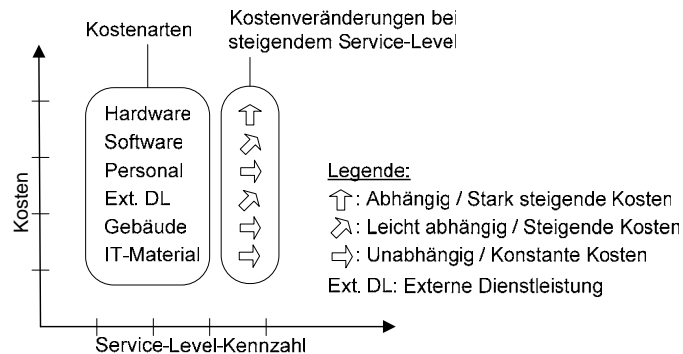 Kostenarten
Kostenveränderungen bei
steigendem Service-Level
Kosten
Hardware
Software
Personal
Ext. DL
Gebäude
IT-Material
Legende:
: Abhängig / Stark steigende Kosten
: Leicht abhängig / Steigende Kosten
: Unabhängig / Konstante Kosten
Ext. DL: Externe Dienstleistung
Service-Level-Kennzahl